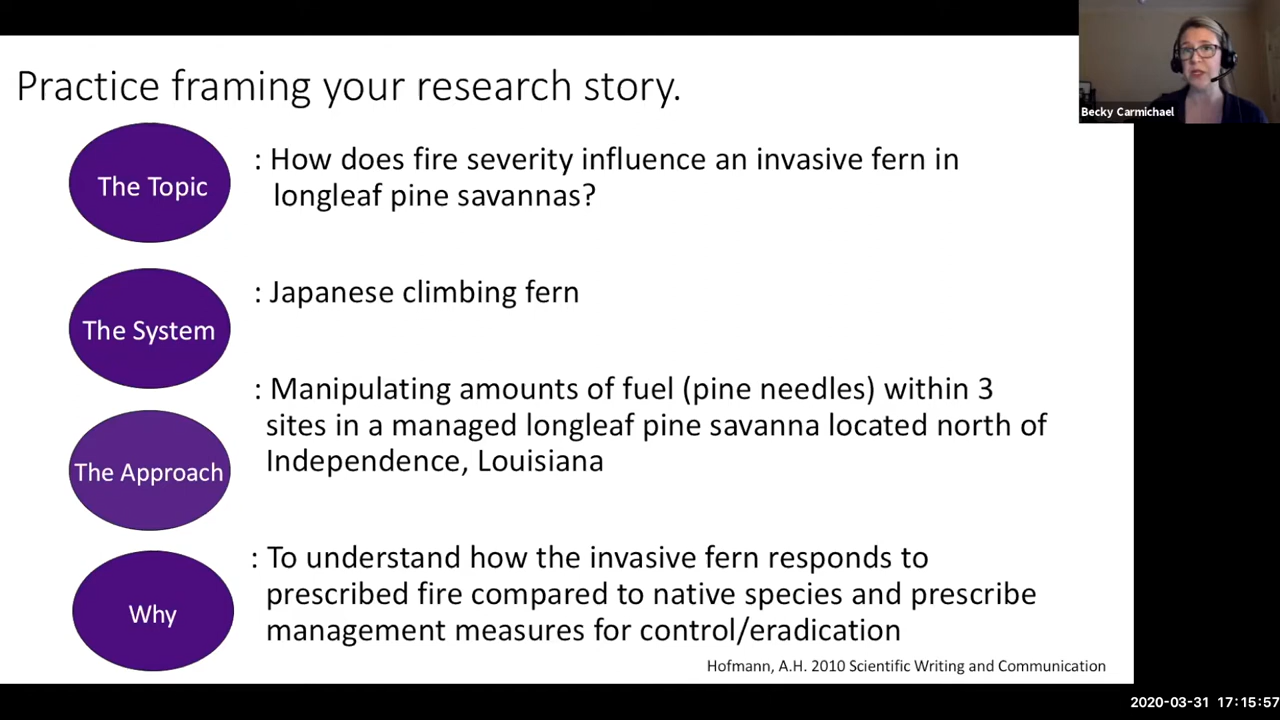 Practice framing your research story.
Becky Carmichael
The Topic
: How does fire severity influence an invasive fern in
longleaf pine savannas?
The System
: Japanese climbing fern
The Approach
: Manipulating amounts of fuel (pine needles) within 3
sites in a managed longleaf pine savanna located north of
Independence, Louisiana
Why
: To understand how the invasive fern responds to
prescribed fire compared to native species and prescribe
management measures for control/eradication
Hofmann, A.H. 2010 Scientific Writing and Communication
2020-03-31 17:15:57